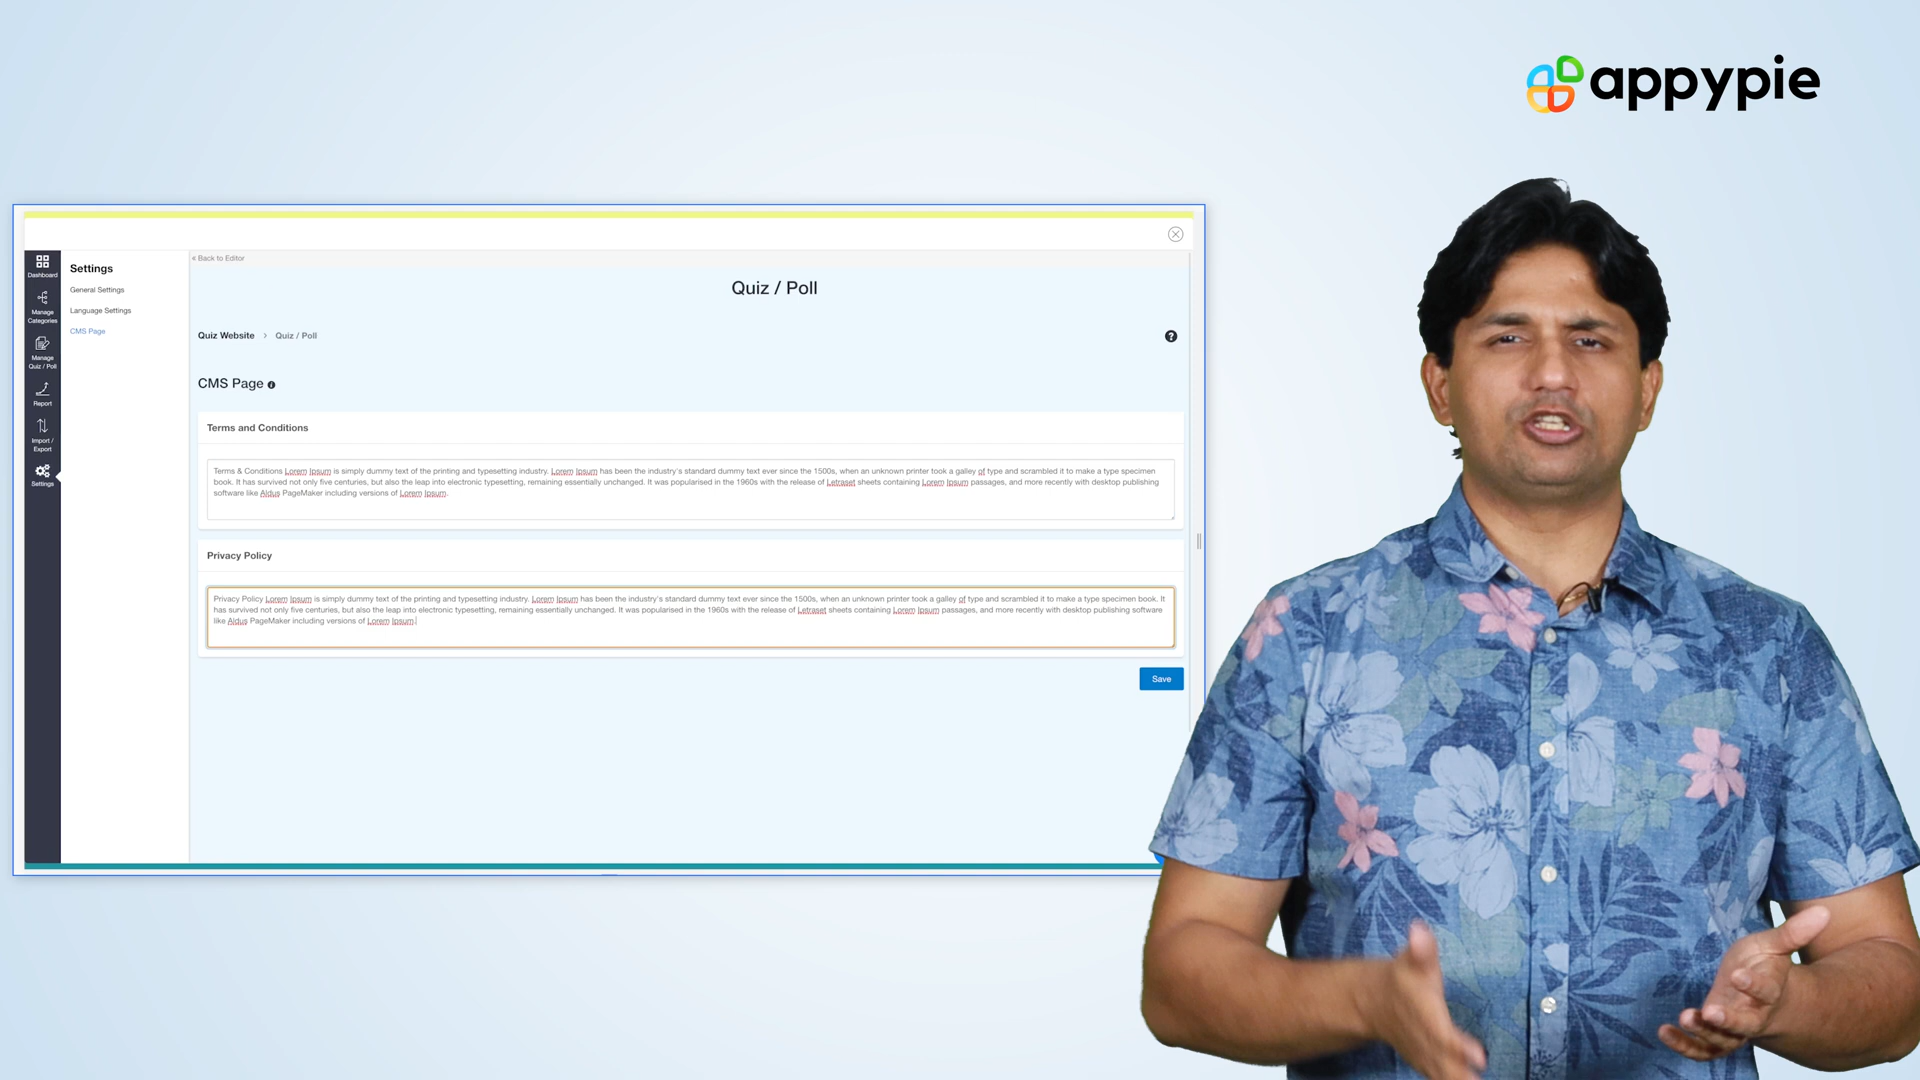 appypie
Dashboard
Manage
Categories
Manage
Quiz / Poll
Report
Import /
Export
Settings
Settings
General Settings
Language Settings
CMS Page
< Back to Editor
Quiz / Poll
Quiz Website > Quiz / Poll
?
CMS Page i
Terms and Conditions
Terms & Conditions Lorem Ipsum is simply dummy text of the printing and typesetting industry. Lorem Ipsum has been the industry's standard dummy text ever since the 1500s, when an unknown printer took a galley of type and scrambled it to make a type specimen
book. It has survived not only five centuries, but also the leap into electronic typesetting, remaining essentially unchanged. It was popularised in the 1960s with the release of Letraset sheets containing Lorem Ipsum passages, and more recently with desktop publishing
software like Aldus PageMaker including versions of Lorem Ipsum.
Privacy Policy
Privacy Policy Lorem Ipsum is simply dummy text of the printing and typesetting industry. Lorem Ipsum has been the industry's standard dummy text ever since the 1500s, when an unknown printer took a galley of type and scrambled it to make a type specimen book. It
has survived not only five centuries, but also the leap into electronic typesetting, remaining essentially unchanged. It was popularised in the 1960s with the release of Letraset sheets containing Lorem Ipsum passages, and more recently with desktop publishing software
like Aldus PageMaker including versions of Lorem Ipsum.
Save